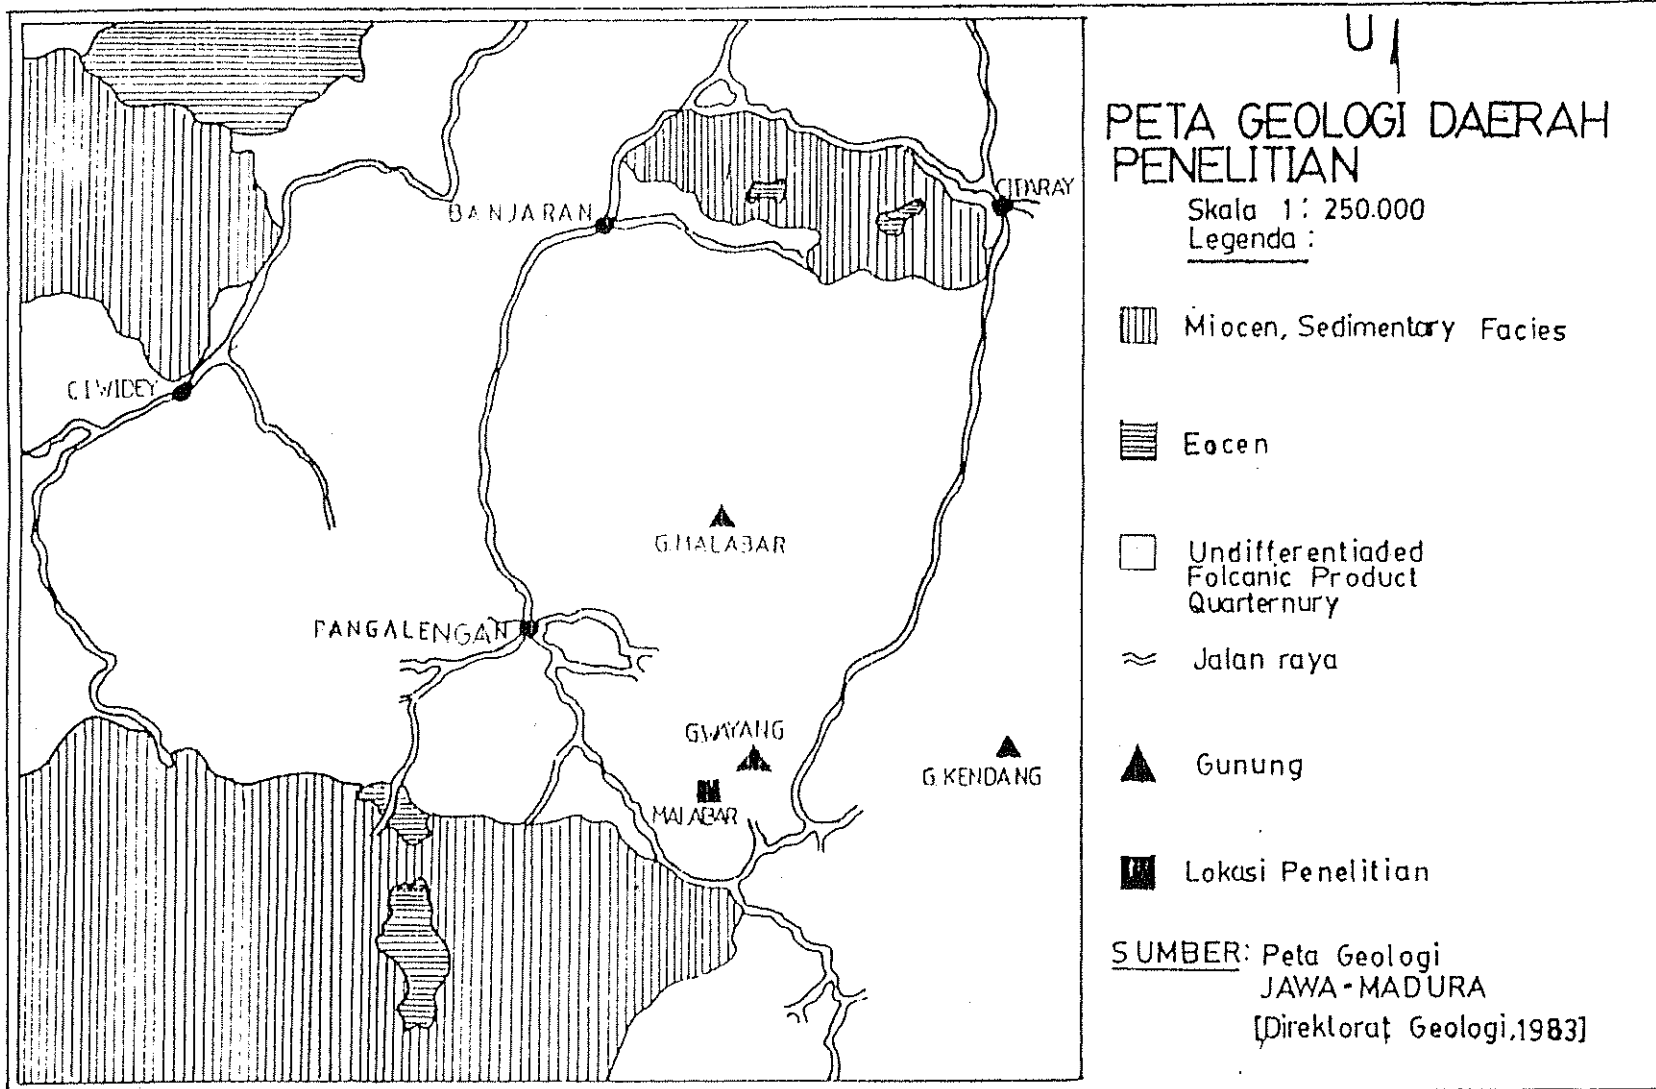 U
PETA GEOLOGI DAERAH
PENELITIAN
Skala 1 : 250.000
Legenda :
Miocen, Sedimentary Facies
Eocen
Undifferentiaded
Folcanic Product
Quarternury
Jalan raya
Gunung
Lokasi Penelitian
SUMBER: Peta Geologi
JAWA-MADURA
[Direktorat Geologi,1983]
BANJARAN
CIPARAY
CIWIDEY
G.MALABAR
PANGALENGAN
G.WAYANG
G.KENDANG
MALABAR